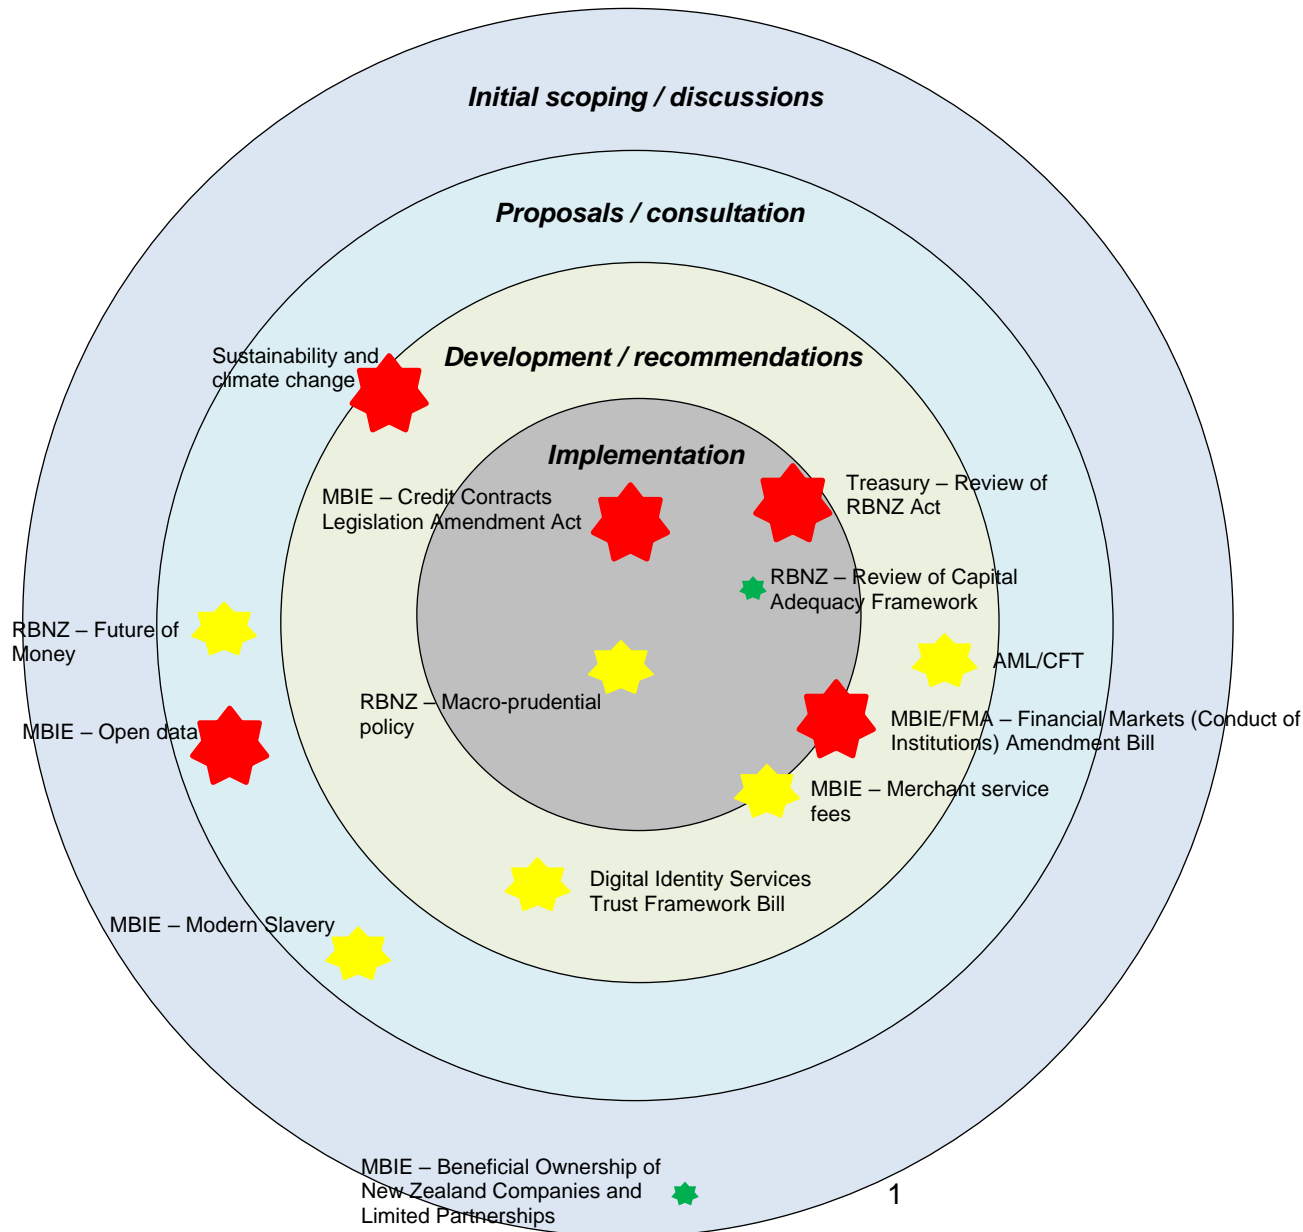 Initial scoping / discussions
Proposals / consultation
Development / recommendations
Sustainability and
climate change
Implementation
MBIE – Credit Contracts
Legislation Amendment Act
Treasury – Review of
RBNZ Act
RBNZ – Review of Capital
Adequacy Framework
RBNZ – Future of
Money
AML/CFT
RBNZ – Macro-prudential
policy
MBIE – Open data
MBIE/FMA – Financial Markets (Conduct of
Institutions) Amendment Bill
MBIE – Merchant service
fees
Digital Identity Services
Trust Framework Bill
MBIE – Modern Slavery
MBIE – Beneficial Ownership of
New Zealand Companies and
Limited Partnerships
1